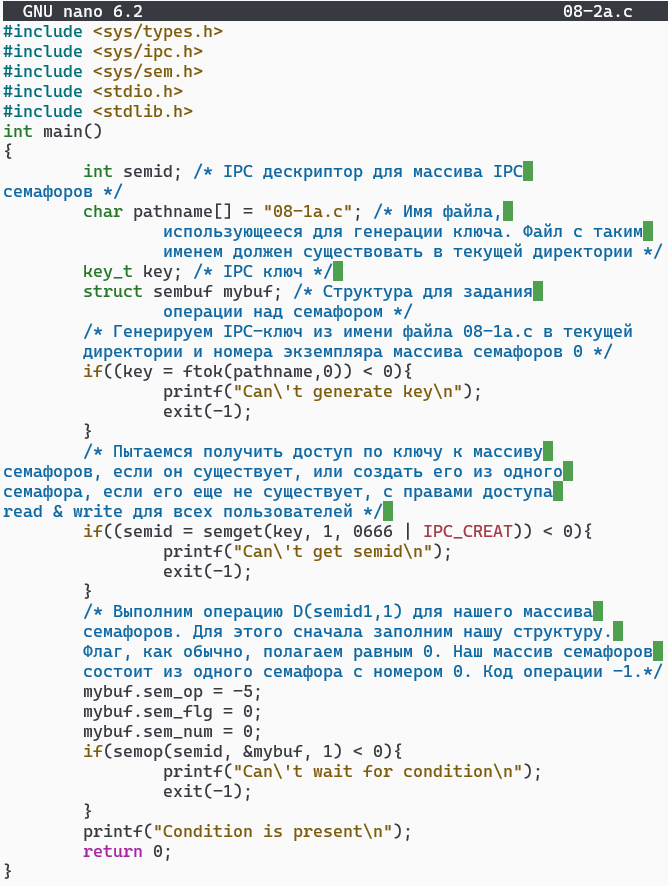 GNU nano 6.2 08-2a.c
#include <sys/types.h>
#include <sys/ipc.h>
#include <sys/sem.h>
#include <stdio.h>
#include <stdlib.h>
int main()
{
        int semid; /* IPC дескриптор для массива IPC
семафоров */
        char pathname[] = "08-1a.c"; /* Имя файла,
                использующееся для генерации ключа. Файл с таким
                именем должен существовать в текущей директории */
        key_t key; /* IPC ключ */
        struct sembuf mybuf; /* Структура для задания
                операции над семафором */
        /* Генерируем IPC-ключ из имени файла 08-1a.c в текущей
        директории и номера экземпляра массива семафоров 0 */
        if((key = ftok(pathname,0)) < 0){
                printf("Can\'t generate key\n");
                exit(-1);
        }
        /* Пытаемся получить доступ по ключу к массиву
семафоров, если он существует, или создать его из одного
семафора, если его еще не существует, с правами доступа
read & write для всех пользователей */
        if((semid = semget(key, 1, 0666 | IPC_CREAT)) < 0){
                printf("Can\'t get semid\n");
                exit(-1);
        }
        /* Выполним операцию D(semid1,1) для нашего массива
        семафоров. Для этого сначала заполним нашу структуру.
        Флаг, как обычно, полагаем равным 0. Наш массив семафоров
        состоит из одного семафора с номером 0. Код операции -1.*/
        mybuf.sem_op = -5;
        mybuf.sem_flg = 0;
        mybuf.sem_num = 0;
        if(semop(semid, &mybuf, 1) < 0){
                printf("Can\'t wait for condition\n");
                exit(-1);
        }
        printf("Condition is present\n");
        return 0;
}